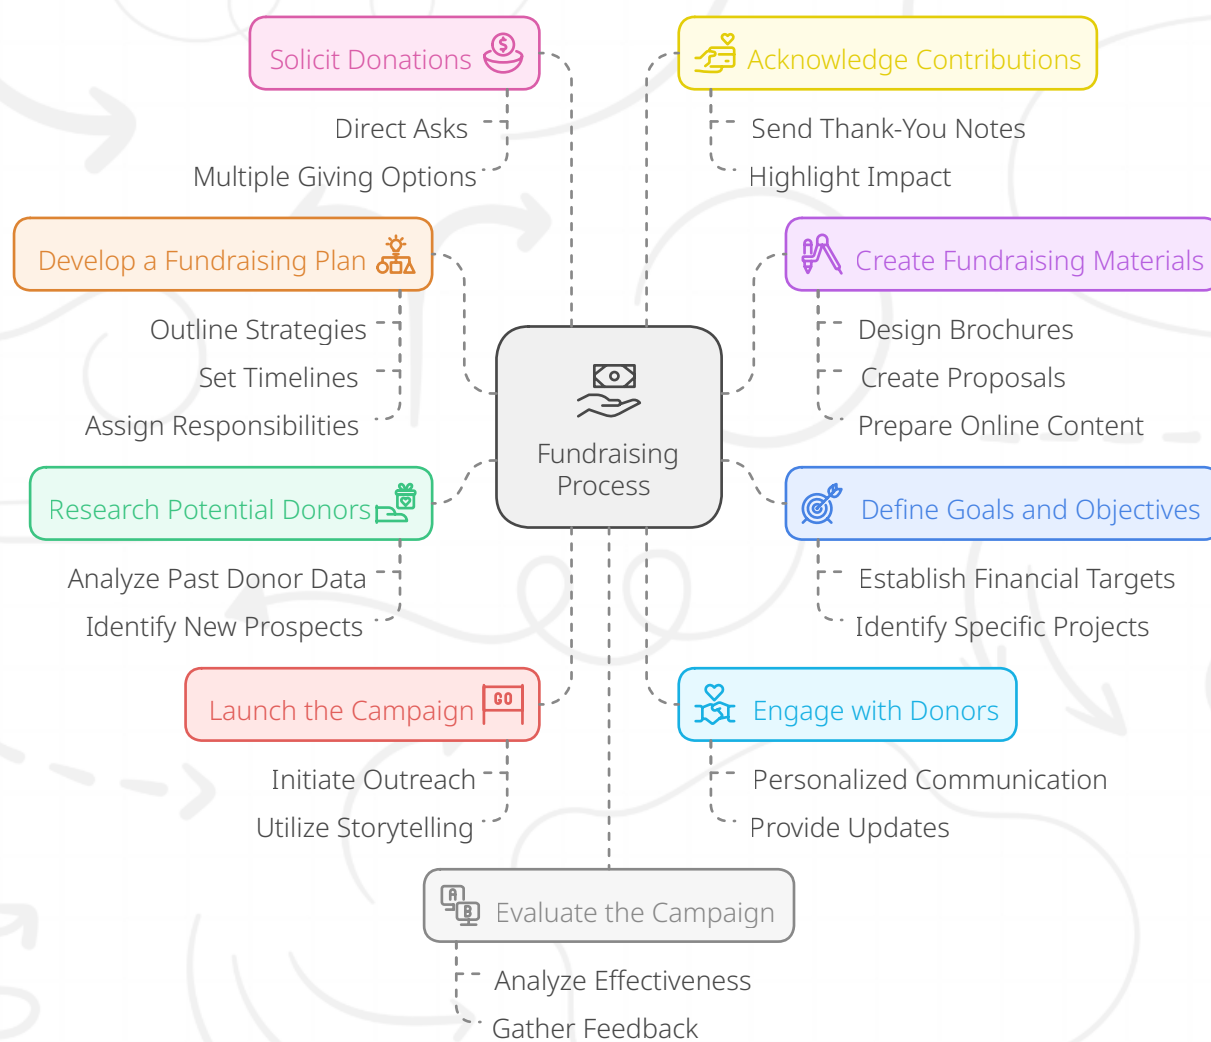 Solicit Donations
Direct Asks
Multiple Giving Options
Acknowledge Contributions
Send Thank-You Notes
Highlight Impact
Develop a Fundraising Plan
Outline Strategies
Set Timelines
Assign Responsibilities
Create Fundraising Materials
Design Brochures
Create Proposals
Prepare Online Content
Fundraising
Process
Research Potential Donors
Analyze Past Donor Data
Identify New Prospects
Define Goals and Objectives
Establish Financial Targets
Identify Specific Projects
Launch the Campaign
GO
Initiate Outreach
Utilize Storytelling
Engage with Donors
Personalized Communication
Provide Updates
A
B
Evaluate the Campaign
Analyze Effectiveness
Gather Feedback